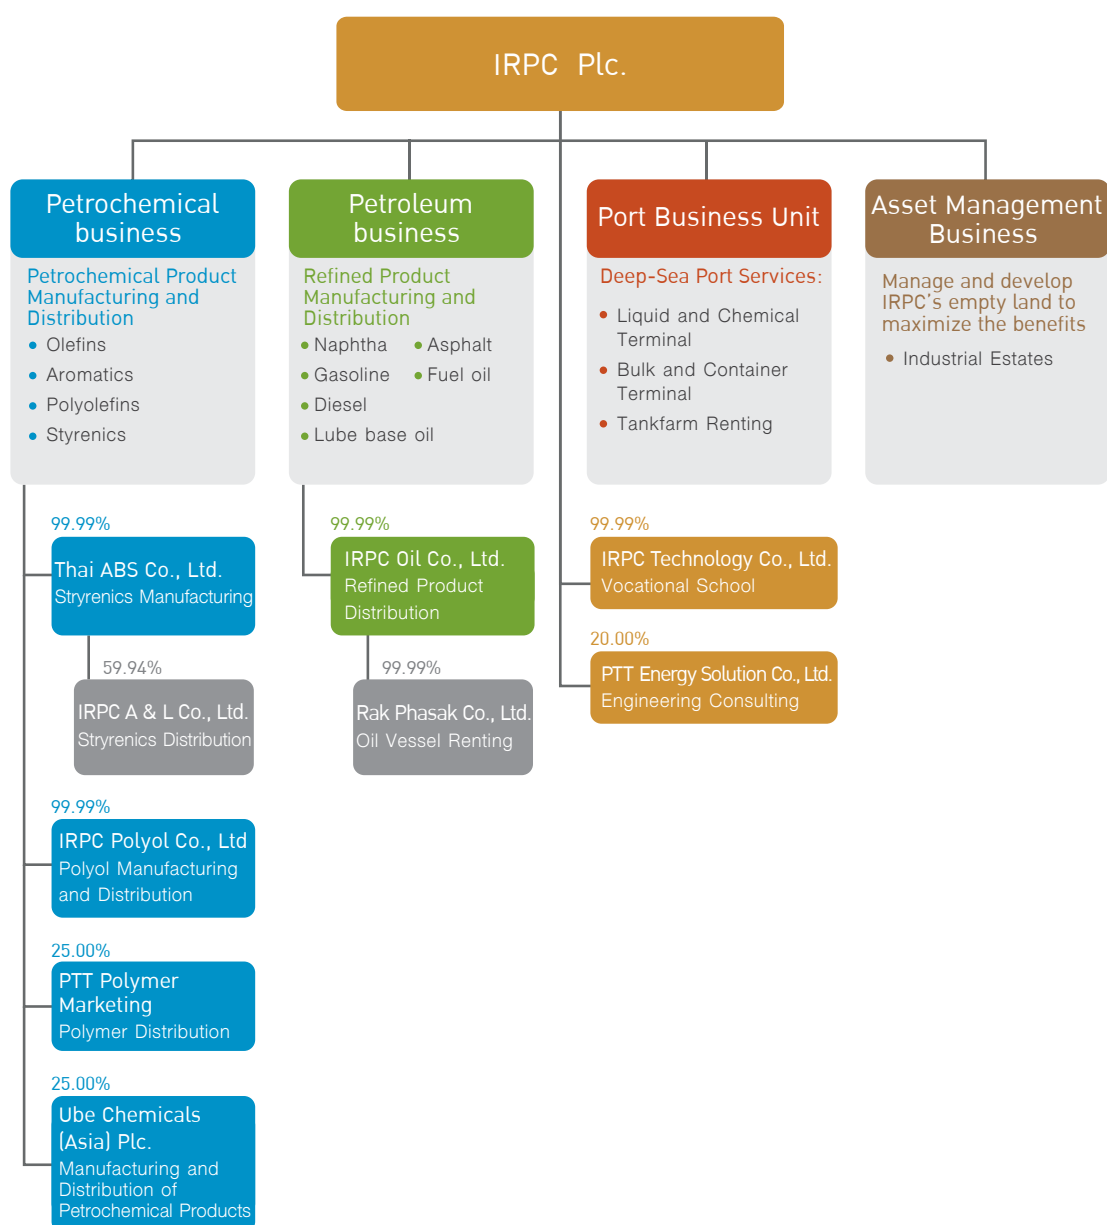 IRPC Plc.
Petrochemical
business
Petrochemical Product
Manufacturing and
Distribution
• Olefins
• Aromatics
• Polyolefins
• Styrenics
Petroleum
business
Refined Product
Manufacturing and
Distribution
• Naphtha • Asphalt
• Gasoline • Fuel oil
• Diesel
• Lube base oil
Port Business Unit
Deep-Sea Port Services:
• Liquid and Chemical
Terminal
• Bulk and Container
Terminal
• Tankfarm Renting
Asset Management
Business
Manage and develop
IRPC's empty land to
maximize the benefits
• Industrial Estates
99.99%
Thai ABS Co., Ltd.
Stryrenics Manufacturing
59.94%
IRPC A & L Co., Ltd.
Stryrenics Distribution
99.99%
IRPC Polyol Co., Ltd
Polyol Manufacturing
and Distribution
25.00%
PTT Polymer
Marketing
Polymer Distribution
25.00%
Ube Chemicals
(Asia) Plc.
Manufacturing and
Distribution of
Petrochemical Products
99.99%
IRPC Oil Co., Ltd.
Refined Product
Distribution
99.99%
Rak Phasak Co., Ltd.
Oil Vessel Renting
99.99%
IRPC Technology Co., Ltd.
Vocational School
20.00%
PTT Energy Solution Co., Ltd.
Engineering Consulting